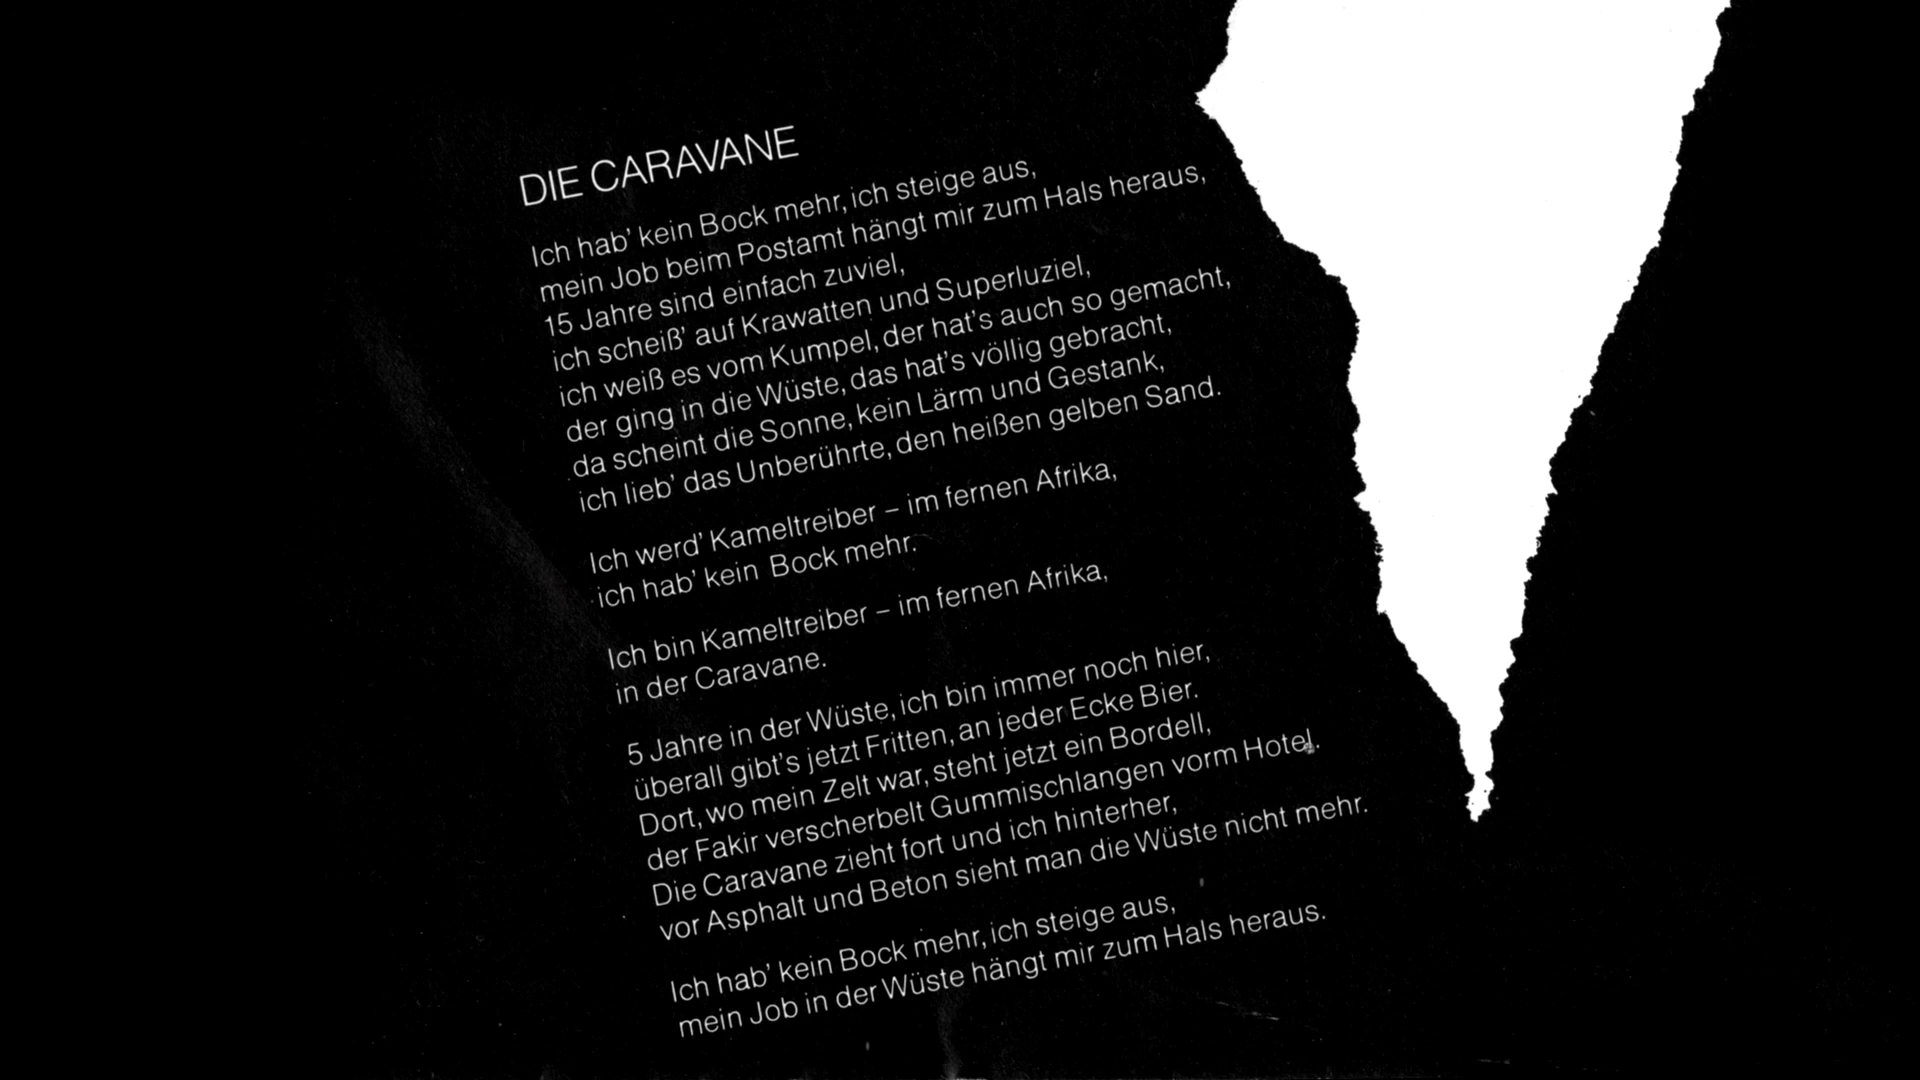 DIE CARAVANE
Ich hab' kein Bock mehr, ich steige aus,
mein Job beim Postamt hängt mir zum Hals heraus,
15 Jahre sind einfach zuviel,
ich scheiß' auf Krawatten und Superluziel,
ich weiß es vom Kumpel, der hat's auch so gemacht,
der ging in die Wüste, das hat's völlig gebracht,
da scheint die Sonne, kein Lärm und Gestank,
ich lieb' das Unberührte, den heißen gelben Sand.
Ich werd' Kameltreiber – im fernen Afrika,
ich hab' kein Bock mehr.
Ich bin Kameltreiber – im fernen Afrika,
in der Caravane.
5 Jahre in der Wüste, ich bin immer noch hier,
überall gibt's jetzt Fritten, an jeder Ecke Bier.
Dort, wo mein Zelt war, steht jetzt ein Bordell,
der Fakir verscherbelt Gummischlangen vorm Hotel.
Die Caravane zieht fort und ich hinterher,
vor Asphalt und Beton sieht man die Wüste nicht mehr.
Ich hab' kein Bock mehr, ich steige aus,
mein Job in der Wüste hängt mir zum Hals heraus.